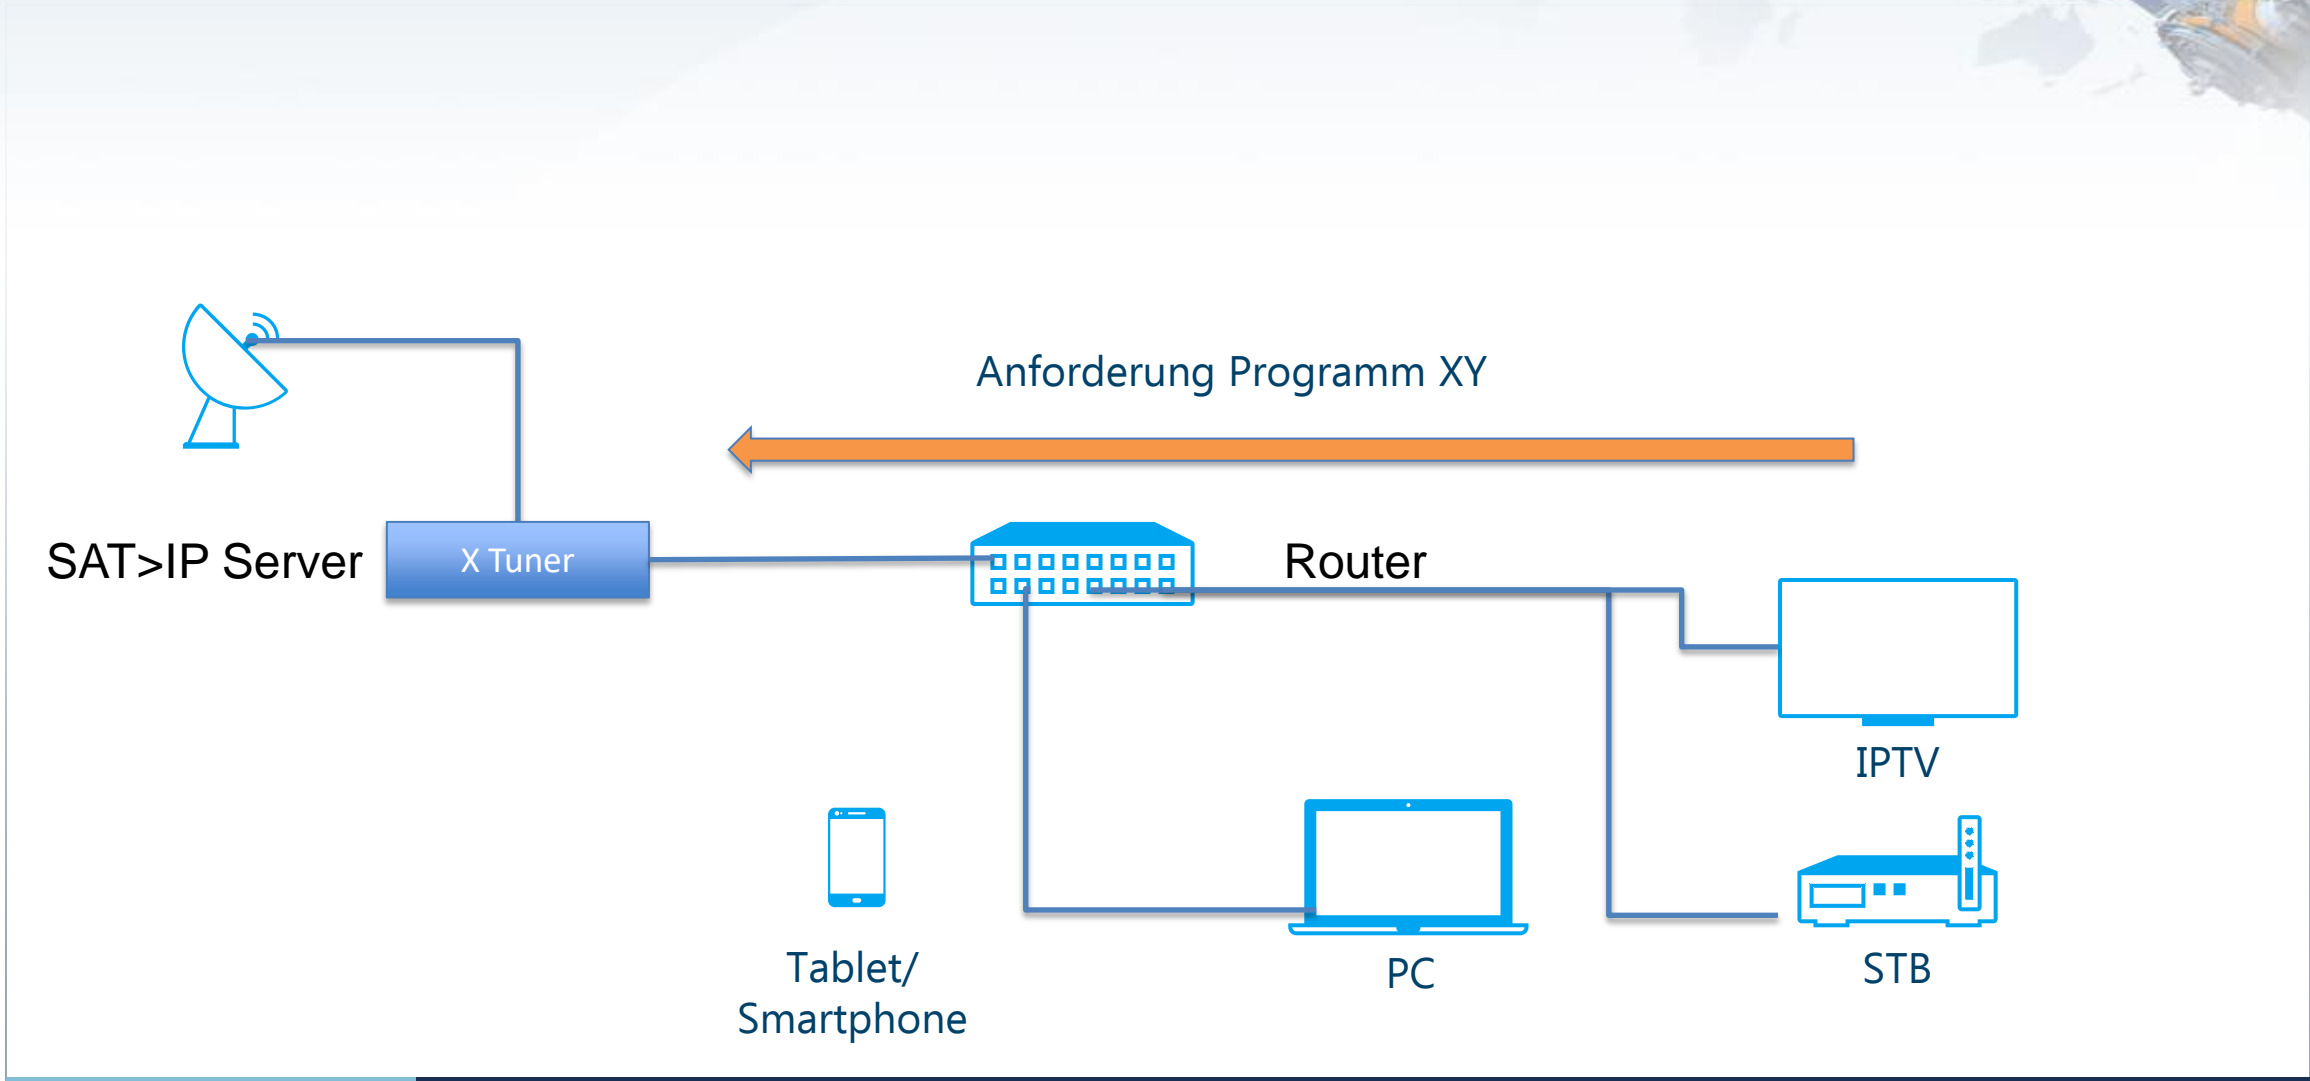 Anforderung Programm XY
SAT>IP Server
X Tuner
Router
IPTV
Tablet/
Smartphone
PC
STB